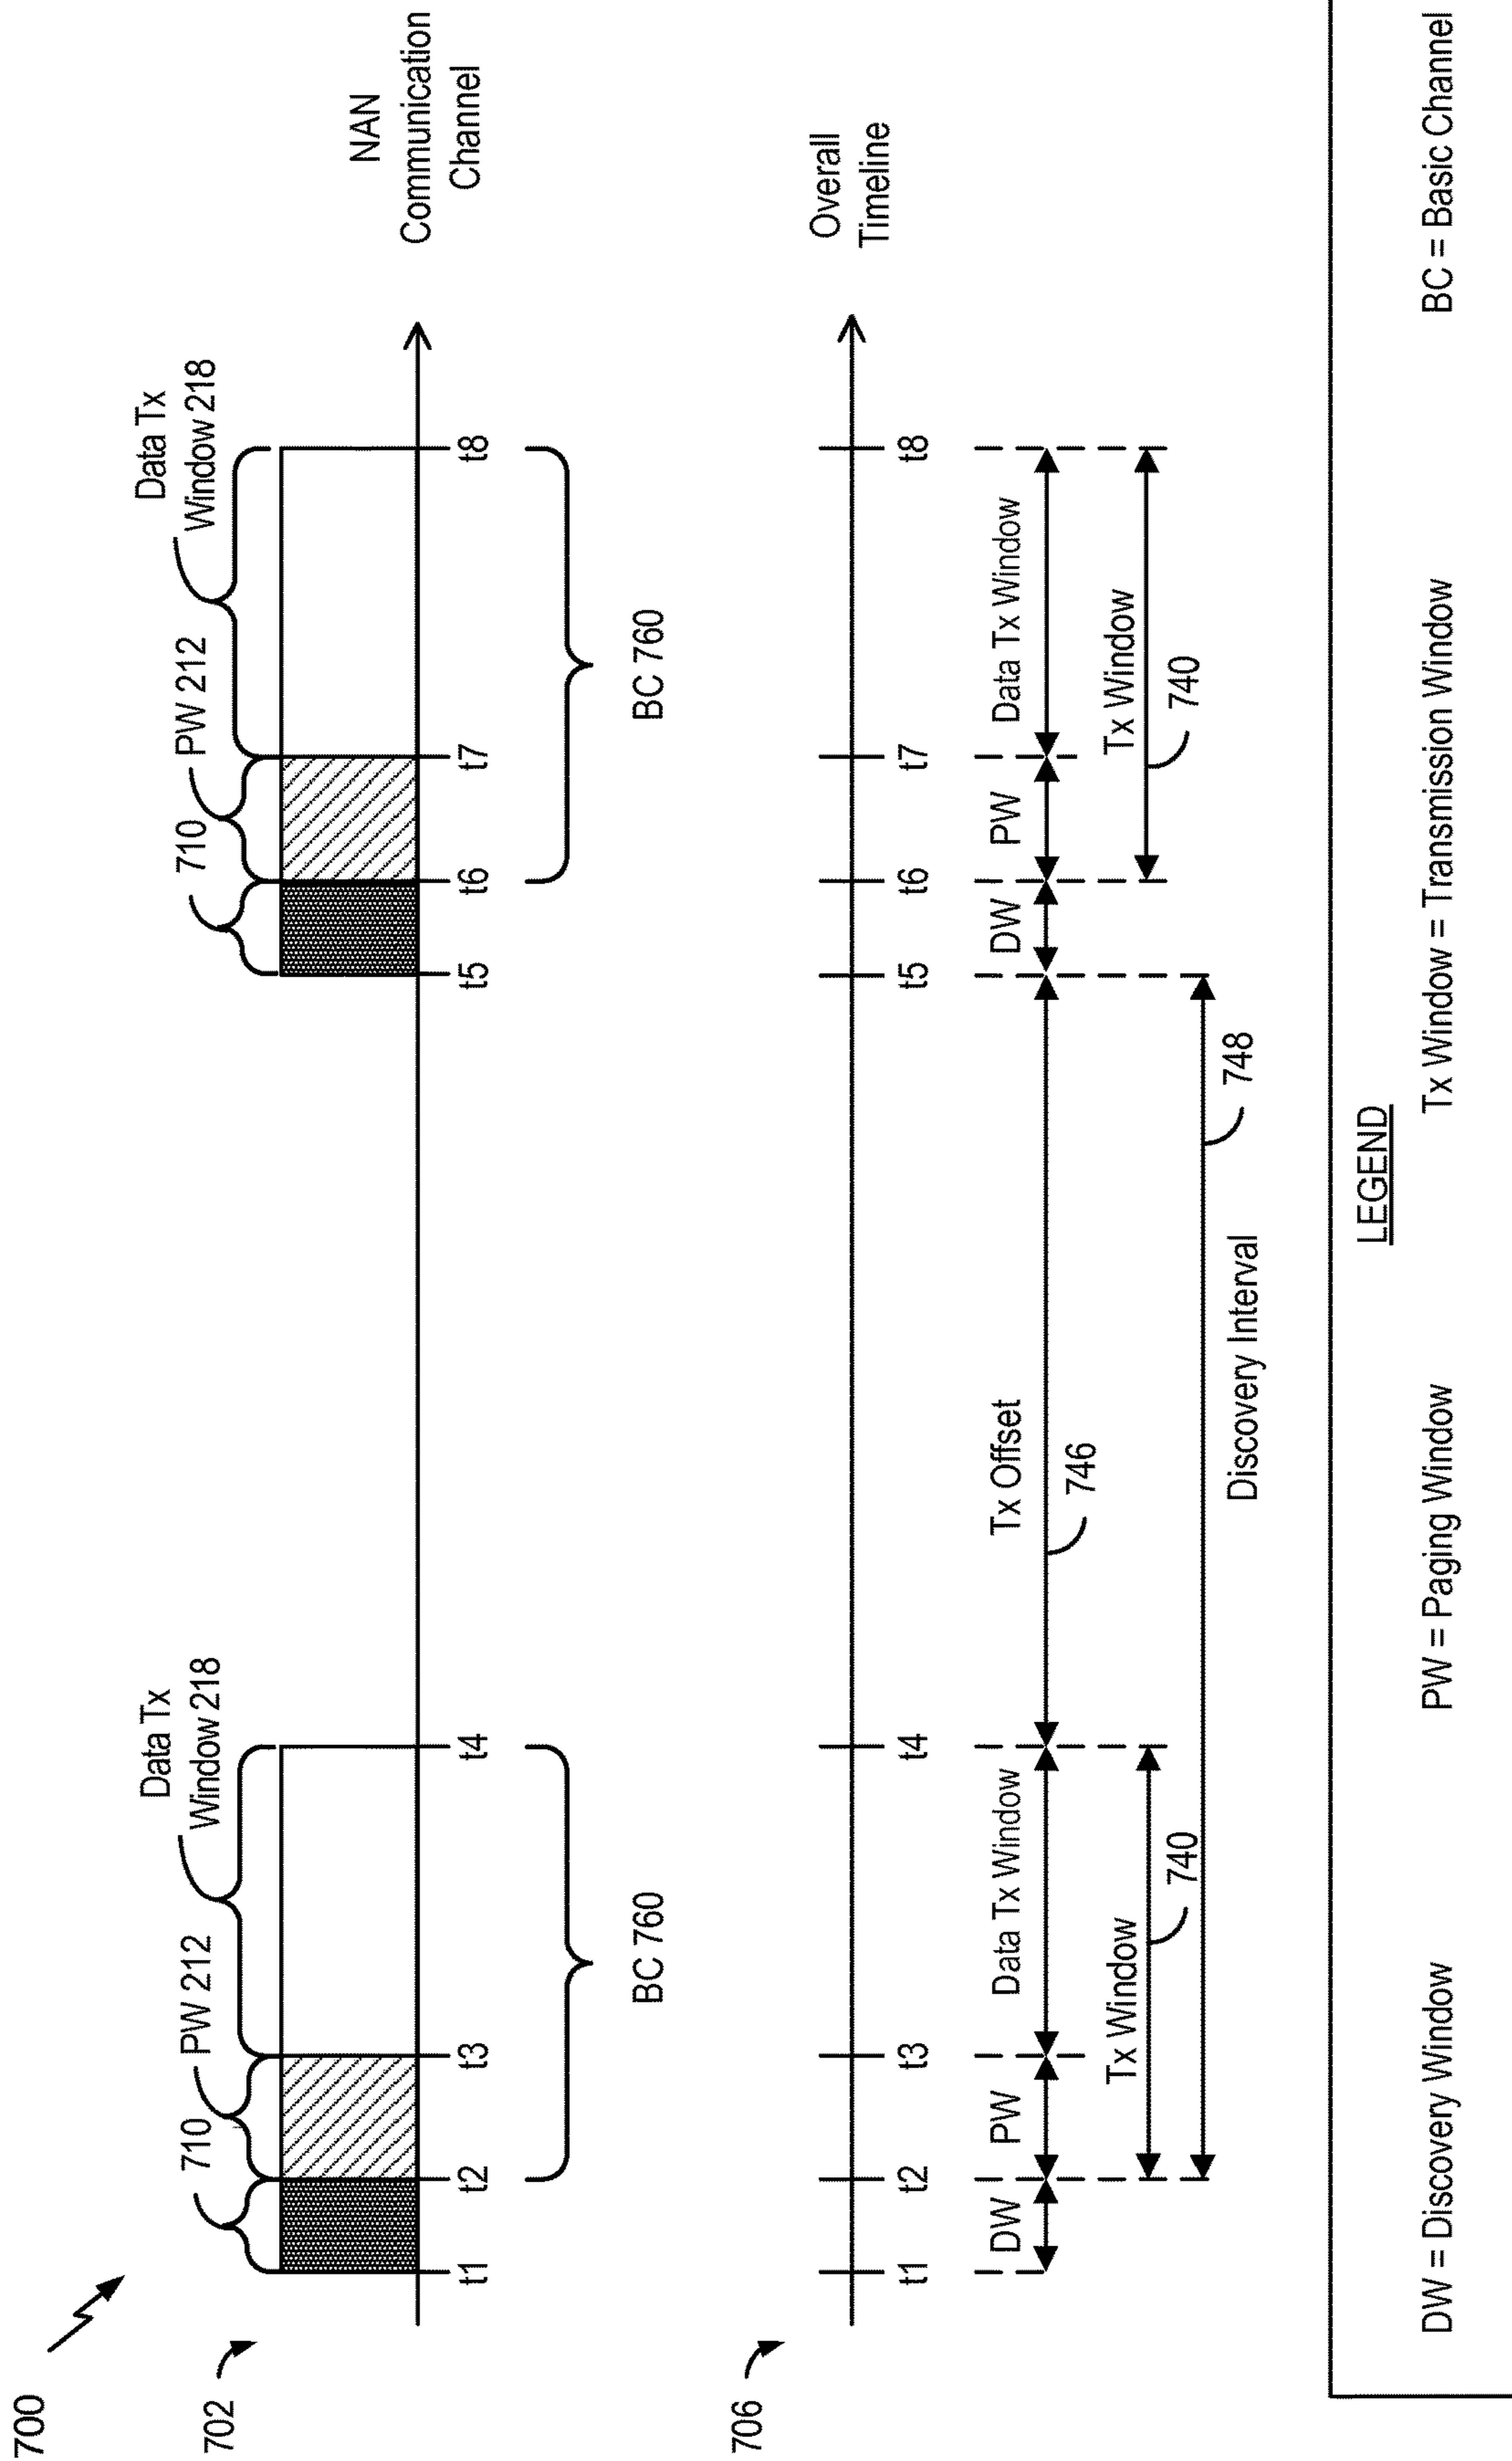 700
702
710
PW 212
Data Tx
Window 218
710
PW 212
Data Tx
Window 218
NAN
Communication
Channel
t1
t2
t3
t4
t5
t6
t7
t8
BC 760
BC 760
706
Overall
Timeline
t1
t2
t3
t4
t5
t6
t7
t8
DW
PW
Data Tx Window
Tx Offset
DW
PW
Data Tx Window
746
Tx Window
740
Tx Window
740
748
Discovery Interval
LEGEND
DW = Discovery Window
PW = Paging Window
Tx Window = Transmission Window
BC = Basic Channel